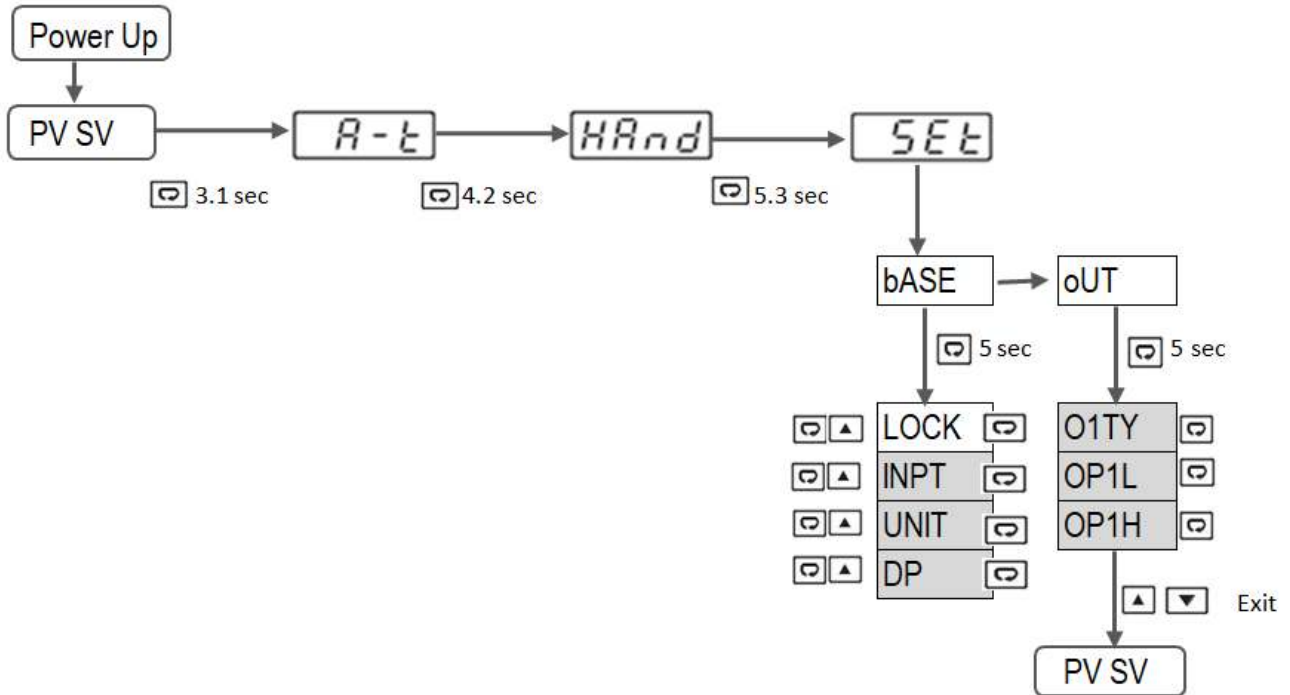 Power Up
PV SV
A-t
HAnd
SEt
3.1 sec
4.2 sec
5.3 sec
bASE
oUT
5 sec
5 sec
LOCK
O1TY
INPT
OP1L
UNIT
OP1H
DP
Exit
PV SV